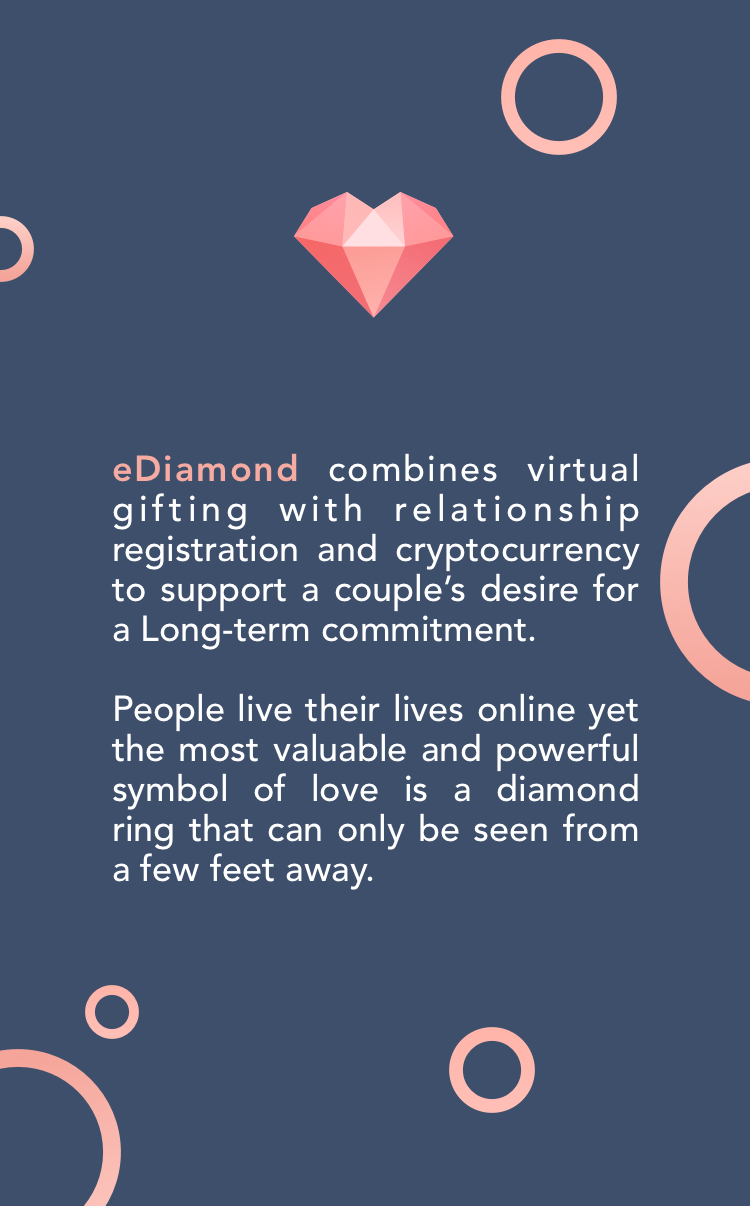 eDiamond combines virtual
gifting with relationship
registration and cryptocurrency
to support a couple’s desire for
a Long-term commitment.
People live their lives online yet
the most valuable and powerful
symbol of love is a diamond
ring that can only be seen from
a few feet away.